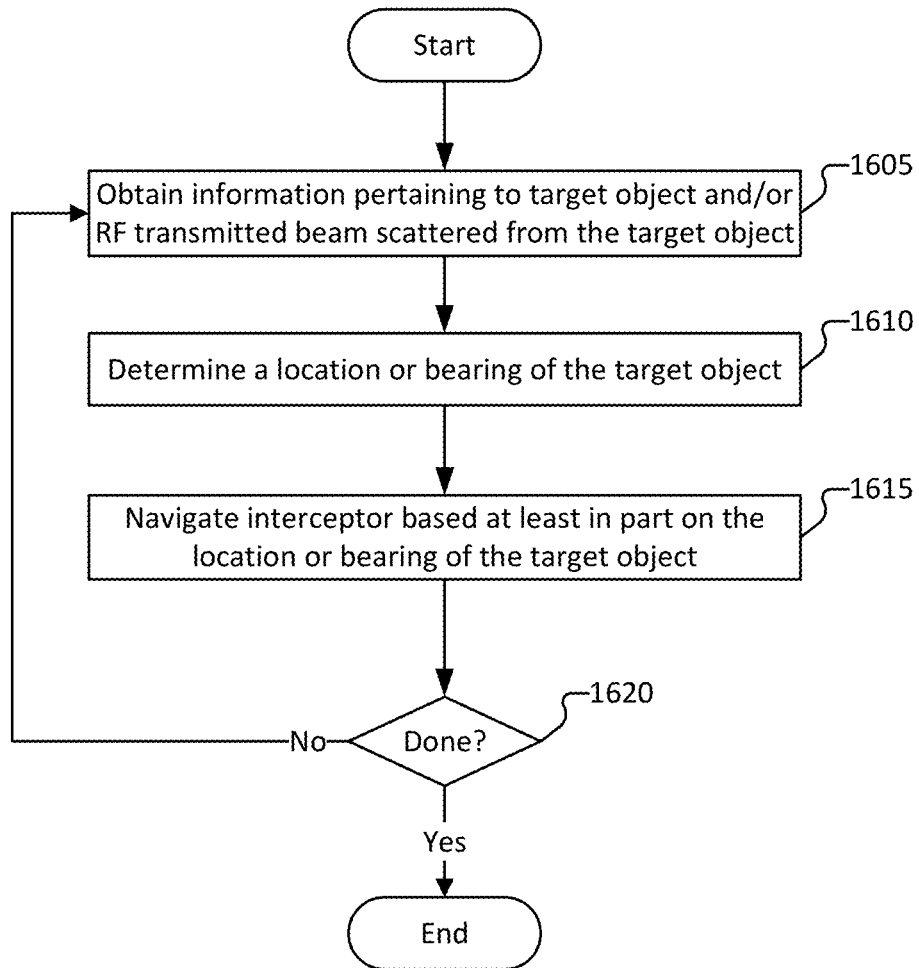 Start
1605
Obtain information pertaining to target object and/or
RF transmitted beam scattered from the target object
1610
Determine a location or bearing of the target object
1615
Navigate interceptor based at least in part on the
location or bearing of the target object
1620
Done?
No
Yes
End